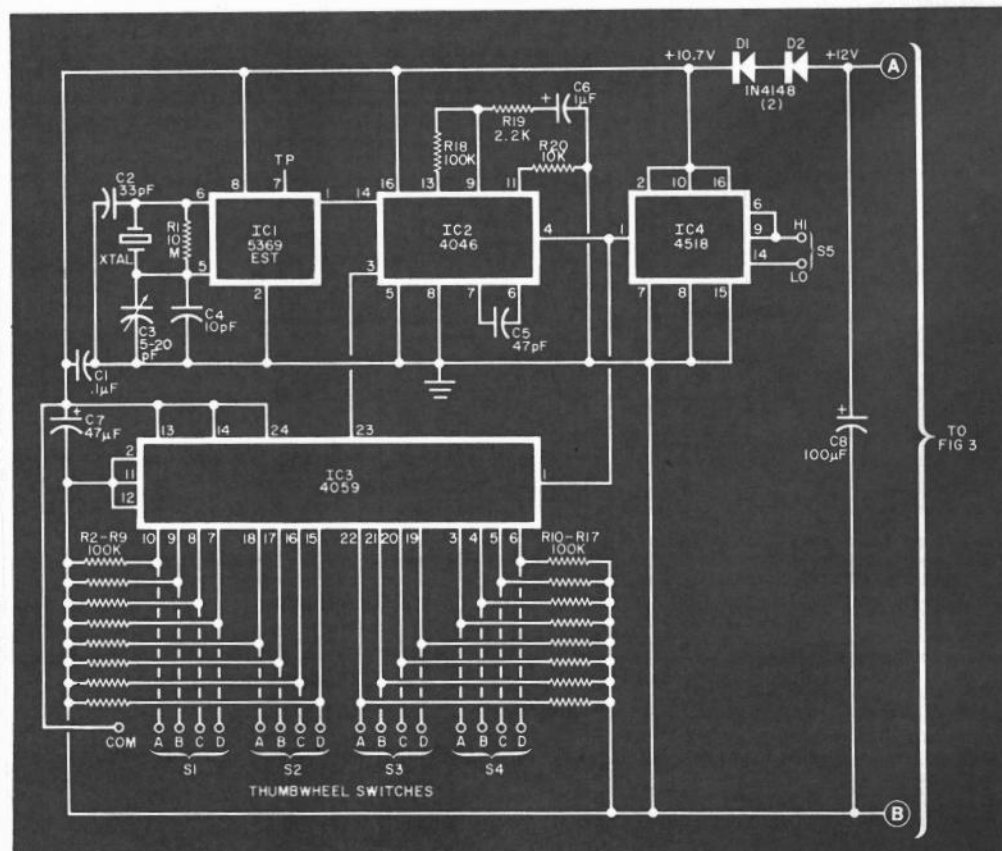 +10.7V
D1
D2
+12V
A
1N4148
(2)
C6
1µF
R19
2.2K
R18
100K
R20
10K
C2
33pF
TP
8
7
6
1
14
16
13
9
11
2
10
16
6
R1
10
M
IC1
5369
EST
IC2
4046
4
1
IC4
4518
9
14
HI
S5
LO
XTAL
5
2
3
5
8
7
6
7
8
15
C3
5-20
pF
C4
10pF
C5
47pF
C1
.1µF
C7
47µF
13
14
24
23
2
11
12
IC3
4059
1
C8
100µF
TO
FIG 3
R2-R9
100K
10
9
8
7
18
17
16
15
22
21
20
19
3
4
5
6
R10-R17
100K
COM
A
B
C
D
A
B
C
D
A
B
C
D
A
B
C
D
S1
S2
S3
S4
THUMBWHEEL SWITCHES
B